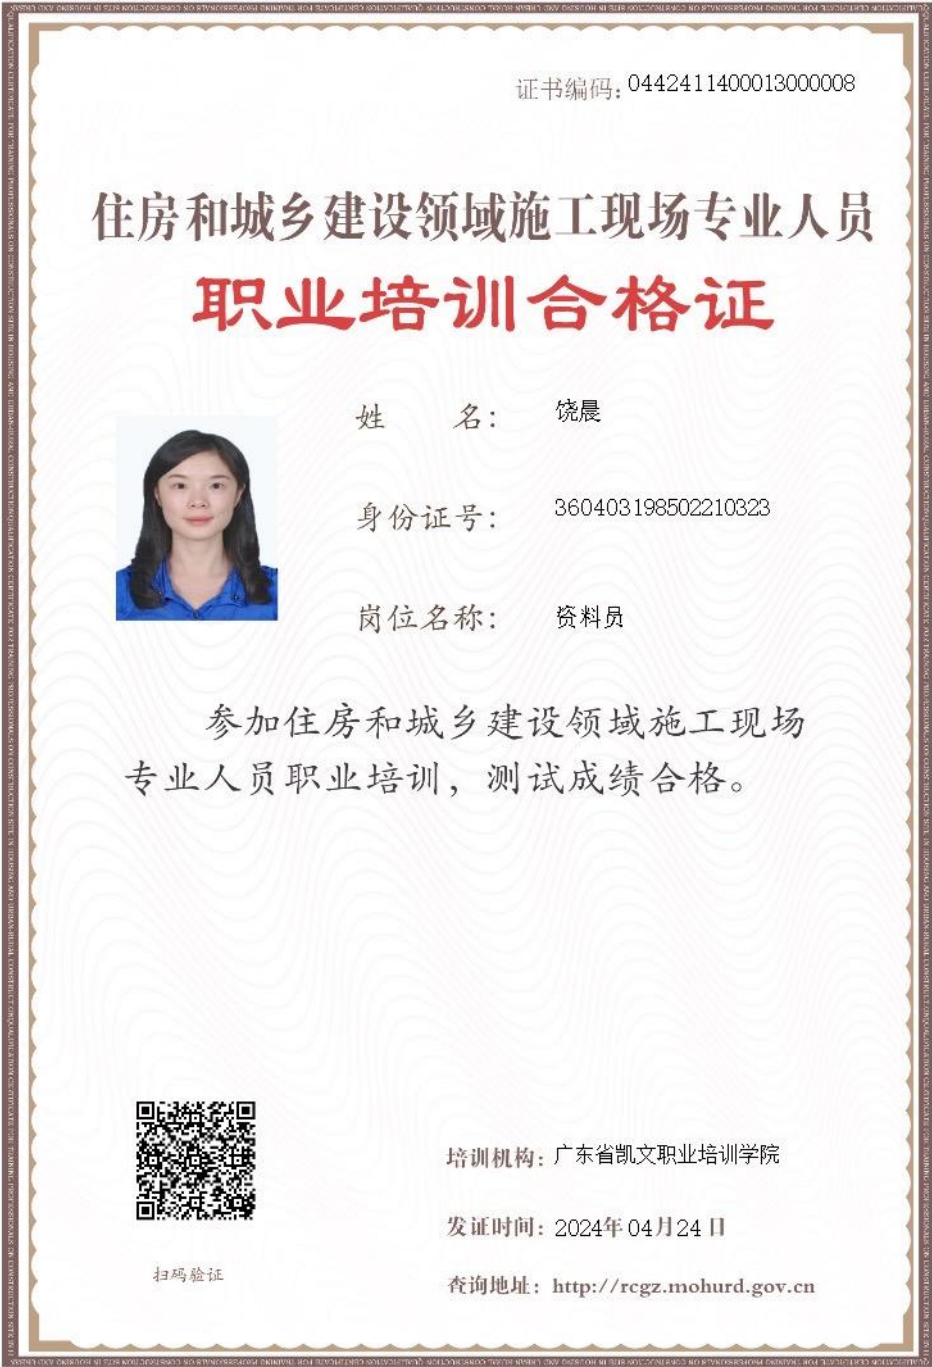 证书编码：0442411400013000008
住房和城乡建设领域施工现场专业人员
职业培训合格证
姓 名： 饶晨
身份证号： 360403198502210323
岗位名称： 资料员
参加住房和城乡建设领域施工现场
专业人员职业培训，测试成绩合格。
培训机构：广东省凯文职业培训学院
发证时间：2024年04月24日
扫码验证
查询地址：http://rcgz.mohurd.gov.cn